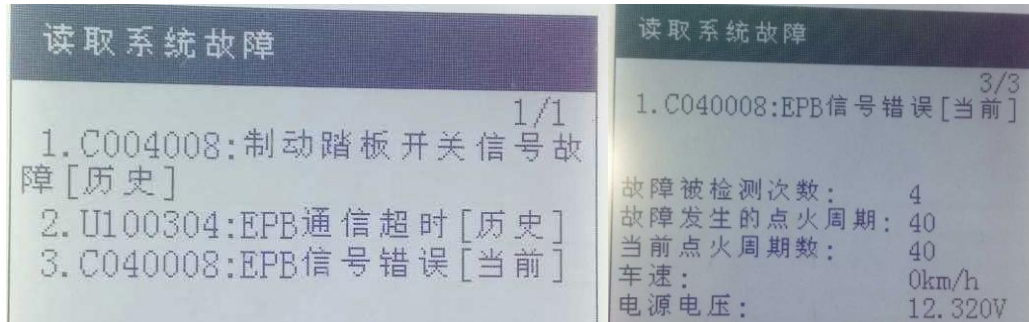 读取系统故障
1/1
1.C004008:制动踏板开关信号故
障[历史]
2.U100304:EPB通信超时[历史]
3.C040008:EPB信号错误[当前]
读取系统故障
3/3
1.C040008:EPB信号错误[当前]
故障被检测次数: 4
故障发生的点火周期: 40
当前点火周期数: 40
车速: 0km/h
电源电压: 12.320V